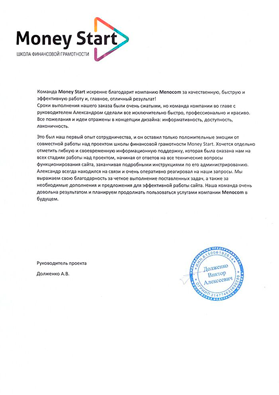 Money Start
ШКОЛА ФИНАНСОВОЙ ГРАМОТНОСТИ
Команда Money Start искренне благодарит компанию Menocom за качественную, быструю и
эффективную работу и, главное, отличный результат!
Сроки выполнения нашего заказа были очень сжатыми, но команда компании во главе с
руководителем Александром сделали все исключительно быстро, профессионально и красиво.
Все пожелания и идеи отражены в концепции дизайна: информативность, доступность,
лаконичность.
Это был наш первый опыт сотрудничества, и он оставил только положительные эмоции от
совместной работы над проектом школы финансовой грамотности Money Start. Хочется отдельно
отметить гибкую и своевременную информационную поддержку, которая была оказана нам на
всех стадиях работы над проектом, начиная от ответов на все технические вопросы
функционирования сайта, заканчивая подробными инструкциями по его администрированию.
Александр всегда находился на связи и очень оперативно реагировал на наши запросы. Мы
выражаем свою благодарность за четкое выполнение поставленных задач, а также за
необходимые дополнения и предложения для эффективной работы сайта. Наша команда очень
довольна результатом и планируем продолжать пользоваться услугами компании Menocom в
будущем.
Руководитель проекта
Долженко А.В.
Долженко
Виктор
Алексеевич